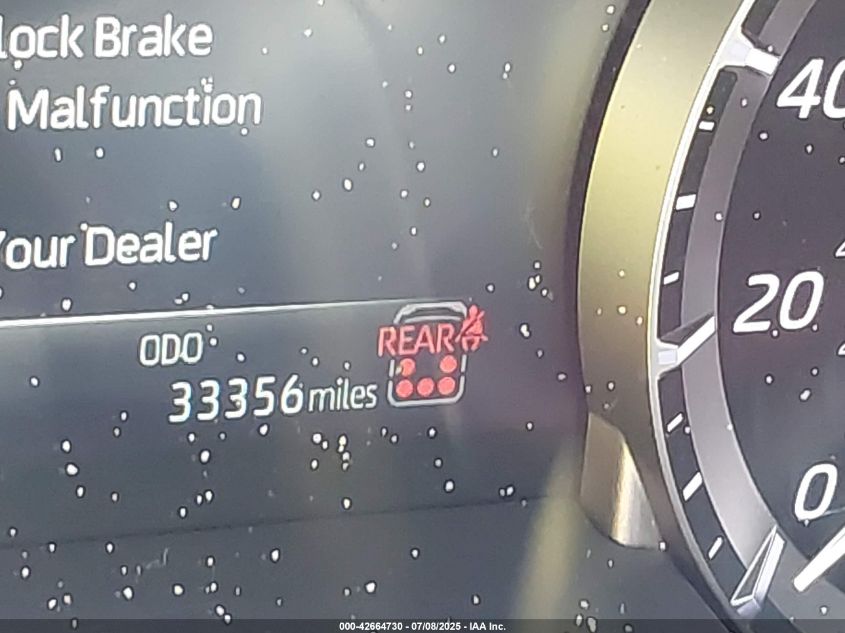 lock Brake
Malfunction
Your Dealer
ODO
33356 miles
REAR
40
20
0
000-42664730 - 07/08/2025 - IAA Inc.